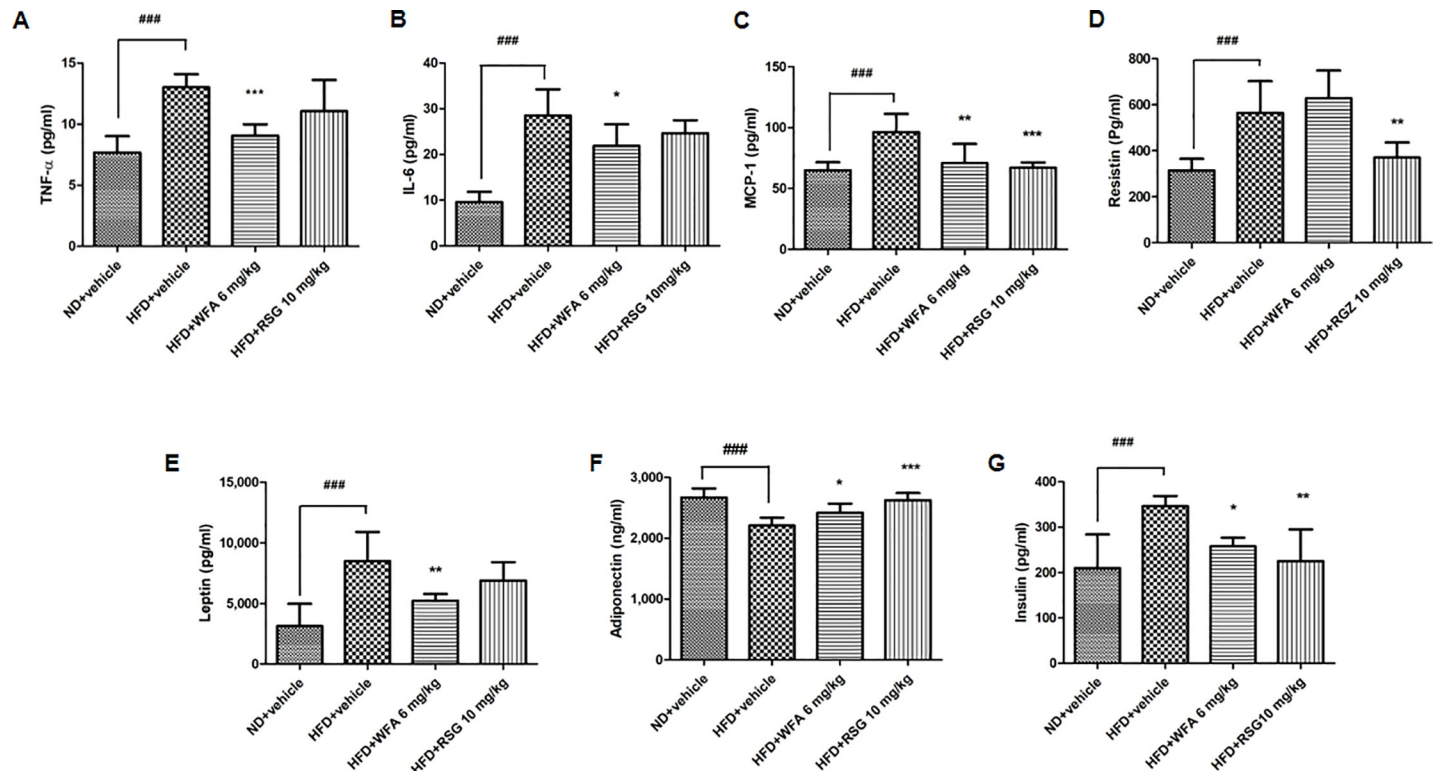 A
###
TNF-α (pg/ml)
15
10
5
0
***
ND+vehicle
HFD+vehicle
HFD+WFA 6 mg/kg
HFD+RSG 10 mg/kg
B
###
IL-6 (pg/ml)
40
30
20
10
0
*
ND+vehicle
HFD+vehicle
HFD+WFA 6 mg/kg
HFD+RSG 10mg/kg
C
###
MCP-1 (pg/ml)
150
100
50
0
**
***
ND+vehicle
HFD+vehicle
HFD+WFA 6 mg/kg
HFD+RSG 10 mg/kg
D
###
Resistin (Pg/ml)
800
600
400
200
0
**
ND+vehicle
HFD+vehicle
HFD+WFA 6 mg/kg
HFD+RGZ 10 mg/kg
E
###
Leptin (pg/ml)
15,000
10,000
5,000
0
**
ND+vehicle
HFD+vehicle
HFD+WFA 6 mg/kg
HFD+RSG 10 mg/kg
F
###
Adiponectin (ng/ml)
3,000
2,000
1,000
0
*
***
ND+vehicle
HFD+vehicle
HFD+WFA 6 mg/kg
HFD+RSG 10 mg/kg
G
###
Insulin (pg/ml)
400
300
200
100
0
*
**
ND+vehicle
HFD+vehicle
HFD+WFA 6 mg/kg
HFD+RSG10 mg/kg